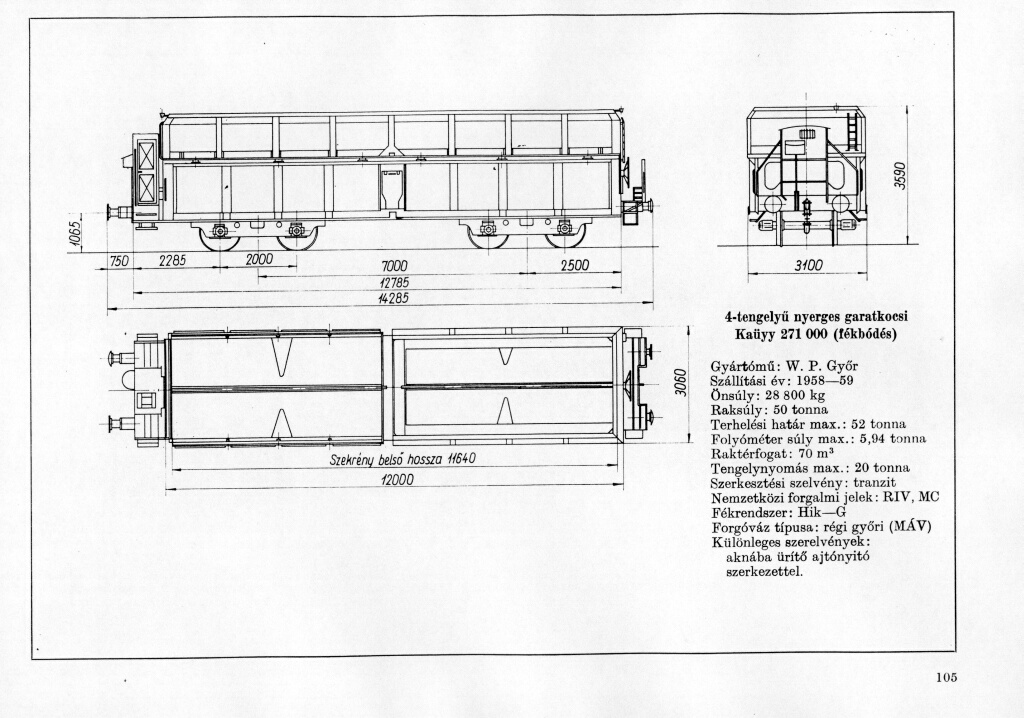 1065
750
2285
2000
7000
2500
12785
14285
3590
3100
3060
Szekrény belső hossza 11640
12000
4-tengelyű nyerges garatkocsi
Kaüyy 271 000 (fékbódés)
Gyártómű: W. P. Győr
Szállítási év: 1958—59
Önsúly: 28 800 kg
Raksúly: 50 tonna
Terhelési határ max.: 52 tonna
Folyóméter súly max.: 5,94 tonna
Raktérfogat: 70 m³
Tengelynyomás max.: 20 tonna
Szerkesztési szelvény: tranzit
Nemzetközi forgalmi jelek: RIV, MC
Fékrendszer: Hik—G
Forgóváz típusa: régi győri (MÁV)
Különleges szerelvények:
aknába ürítő ajtónyitó
szerkezettel.
105